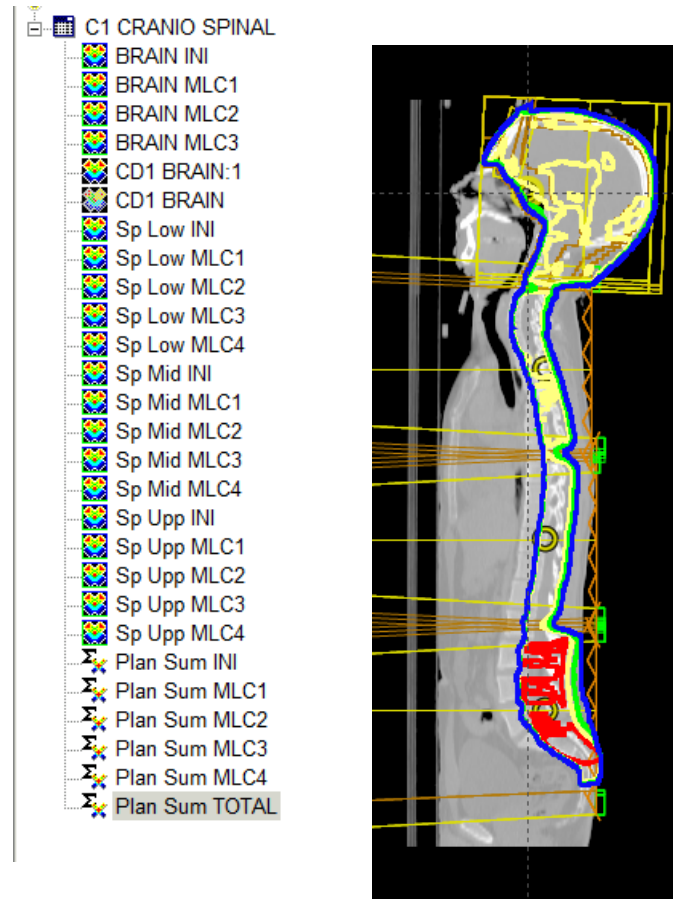 C1 CRANIO SPINAL
BRAIN INI
BRAIN MLC1
BRAIN MLC2
BRAIN MLC3
CD1 BRAIN:1
CD1 BRAIN
Sp Low INI
Sp Low MLC1
Sp Low MLC2
Sp Low MLC3
Sp Low MLC4
Sp Mid INI
Sp Mid MLC1
Sp Mid MLC2
Sp Mid MLC3
Sp Mid MLC4
Sp Upp INI
Sp Upp MLC1
Sp Upp MLC2
Sp Upp MLC3
Sp Upp MLC4
Plan Sum INI
Plan Sum MLC1
Plan Sum MLC2
Plan Sum MLC3
Plan Sum MLC4
Plan Sum TOTAL